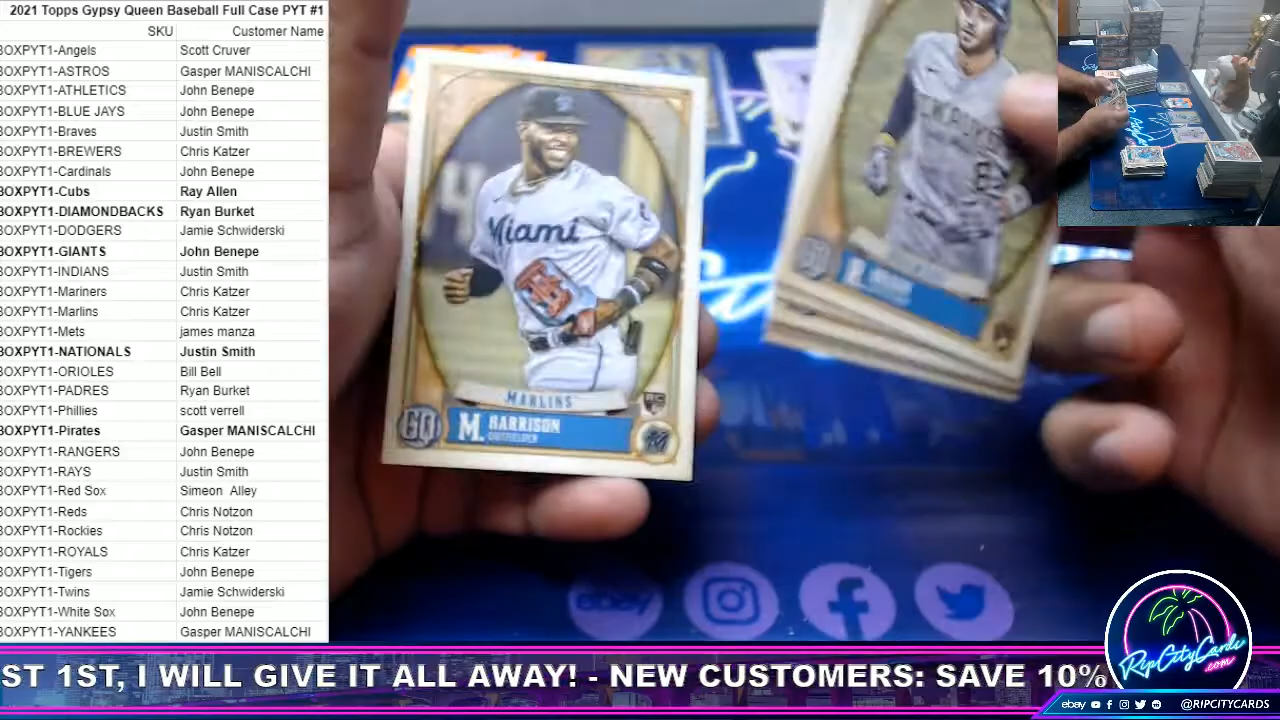 2021 Topps Gypsy Queen Baseball Full Case PYT #1
SKU Customer Name
BOXPYT1-Angels Scott Cruver
BOXPYT1-ASTROS Gasper MANISCALCHI
BOXPYT1-ATHLETICS John Benepe
BOXPYT1-BLUE JAYS John Benepe
BOXPYT1-Braves Justin Smith
BOXPYT1-BREWERS Chris Katzer
BOXPYT1-Cardinals John Benepe
BOXPYT1-Cubs Ray Allen
BOXPYT1-DIAMONDBACKS Ryan Burket
BOXPYT1-DODGERS Jamie Schwiderski
BOXPYT1-GIANTS John Benepe
BOXPYT1-INDIANS Justin Smith
BOXPYT1-Mariners Chris Katzer
BOXPYT1-Marlins Chris Katzer
BOXPYT1-Mets james manza
BOXPYT1-NATIONALS Justin Smith
BOXPYT1-ORIOLES Bill Bell
BOXPYT1-PADRES Ryan Burket
BOXPYT1-Phillies scott verrell
BOXPYT1-Pirates Gasper MANISCALCHI
BOXPYT1-RANGERS John Benepe
BOXPYT1-RAYS Justin Smith
BOXPYT1-Red Sox Simeon Alley
BOXPYT1-Reds Chris Notzon
BOXPYT1-Rockies Chris Notzon
BOXPYT1-ROYALS Chris Katzer
BOXPYT1-Tigers John Benepe
BOXPYT1-Twins Jamie Schwiderski
BOXPYT1-White Sox John Benepe
BOXPYT1-YANKEES Gasper MANISCALCHI
Miami
MARLINS
RC
GQ
M. HARRISON
OUTFIELDER
GQ
ebay
RipCityCards
.com
ST 1ST, I WILL GIVE IT ALL AWAY! - NEW CUSTOMERS: SAVE 10%
ebay @RIPCITYCARDS